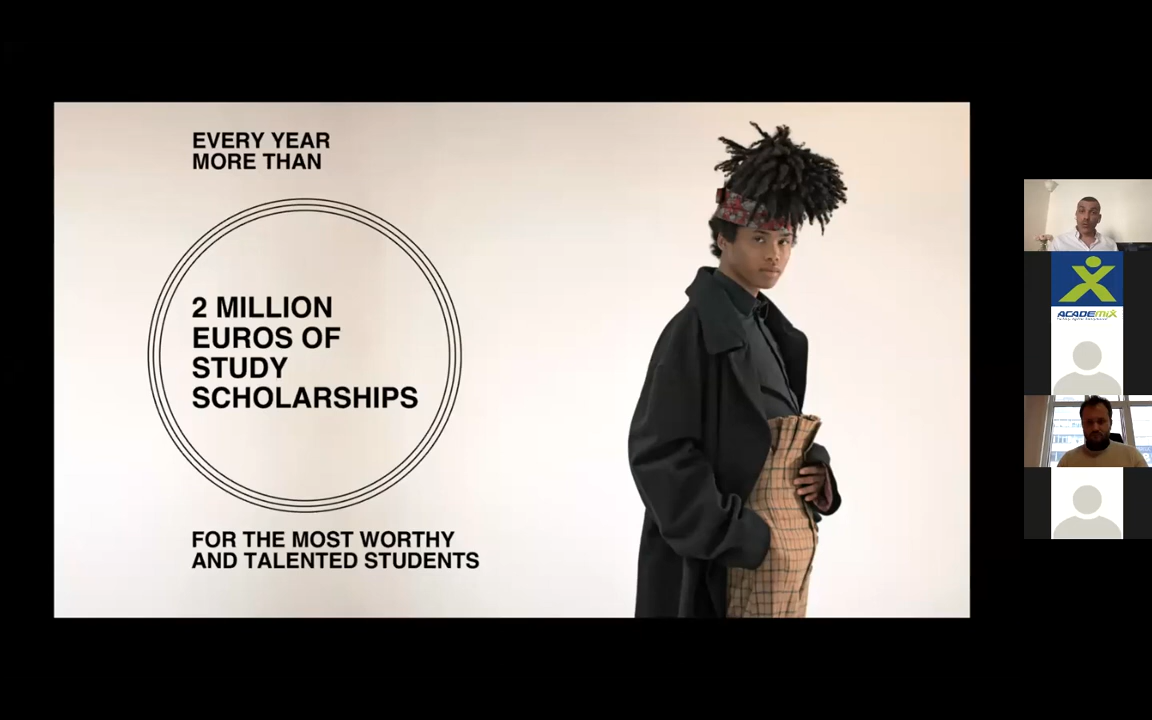 EVERY YEAR
MORE THAN
2 MILLION
EUROS OF
STUDY
SCHOLARSHIPS
FOR THE MOST WORTHY
AND TALENTED STUDENTS
ACADEMIX